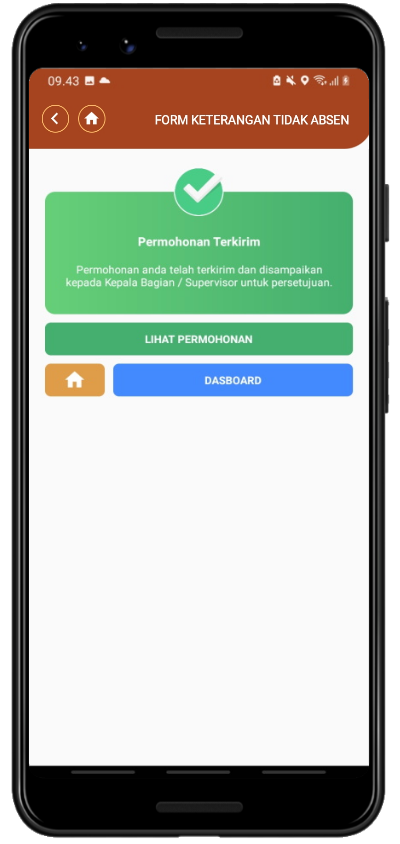 09.43
FORM KETERANGAN TIDAK ABSEN
Permohonan Terkirim
Permohonan anda telah terkirim dan disampaikan
kepada Kepala Bagian / Supervisor untuk persetujuan.
LIHAT PERMOHONAN
DASBOARD